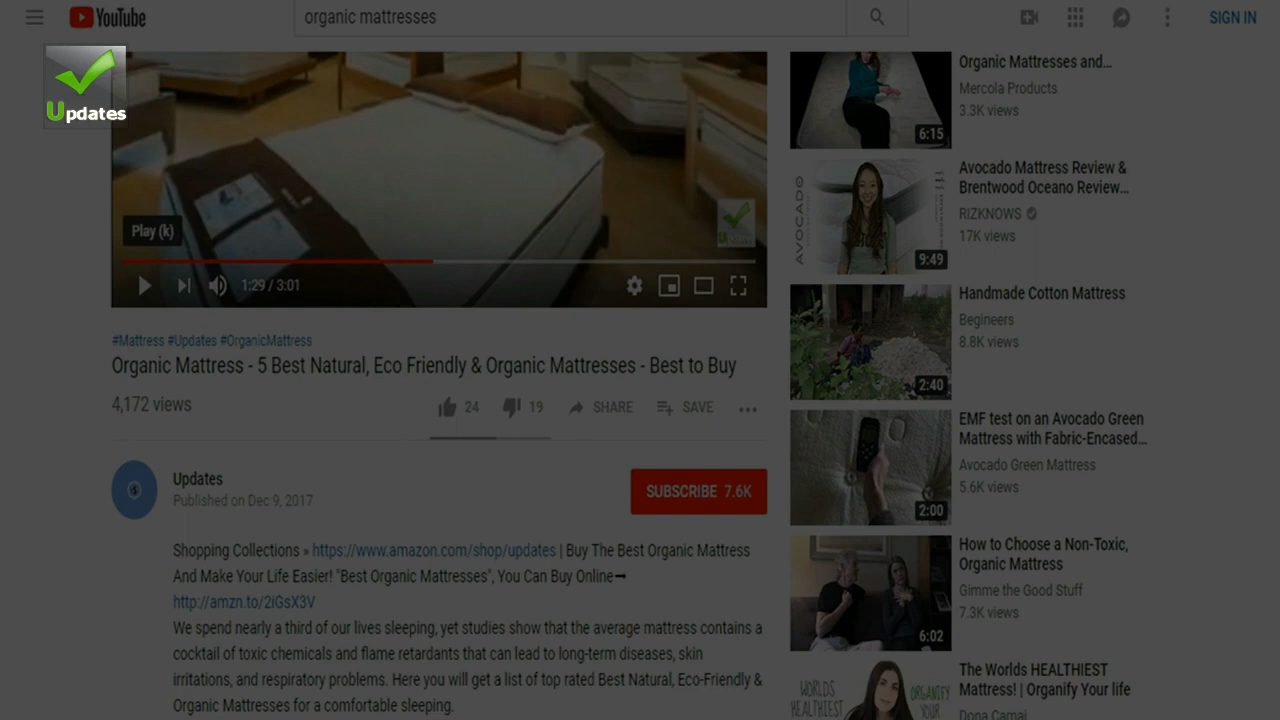 YouTube
organic mattresses
SIGN IN
Updates
Play (k)
1:29 / 3:01
#Mattress #Updates #OrganicMattress
Organic Mattress - 5 Best Natural, Eco Friendly & Organic Mattresses - Best to Buy
4,172 views
24
19
SHARE
SAVE
Updates
Published on Dec 9, 2017
SUBSCRIBE 7.6K
Shopping Collections » https://www.amazon.com/shop/updates | Buy The Best Organic Mattress
And Make Your Life Easier! "Best Organic Mattresses", You Can Buy Online➞
http://amzn.to/2iGsX3V
We spend nearly a third of our lives sleeping, yet studies show that the average mattress contains a
cocktail of toxic chemicals and flame retardants that can lead to long-term diseases, skin
irritations, and respiratory problems. Here you will get a list of top rated Best Natural, Eco-Friendly &
Organic Mattresses for a comfortable sleeping.
6:15
Organic Mattresses and...
Mercola Products
3.3K views
AVOCADO
9:49
Avocado Mattress Review &
Brentwood Oceano Review...
RIZKNOWS
17K views
2:40
Handmade Cotton Mattress
Begineers
8.8K views
2:00
EMF test on an Avocado Green
Mattress with Fabric-Encased...
Avocado Green Mattress
5.6K views
6:02
How to Choose a Non-Toxic,
Organic Mattress
Gimme the Good Stuff
7.3K views
WORLDS
HEALTHIEST
ORGANIFY
YOUR
The Worlds HEALTHIEST
Mattress! | Organify Your life
Dona Camai